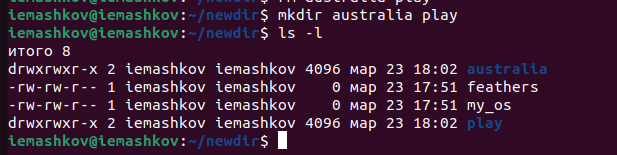 iemashkov@iemashkov:~/newdir$ mkdir australia play
iemashkov@iemashkov:~/newdir$ ls -l
итого 8
drwxrwxr-x 2 iemashkov iemashkov 4096 мар 23 18:02 australia
-rw-rw-r-- 1 iemashkov iemashkov    0 мар 23 17:51 feathers
-rw-rw-r-- 1 iemashkov iemashkov    0 мар 23 17:51 my_os
drwxrwxr-x 2 iemashkov iemashkov 4096 мар 23 18:02 play
iemashkov@iemashkov:~/newdir$